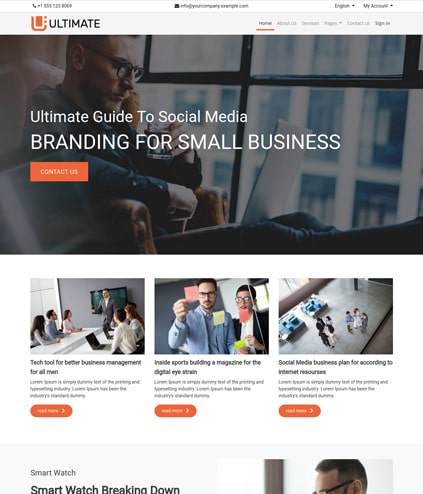 +1 555 123 8069
info@yourcompany.example.com
English
My Account
ULTIMATE
Home
About Us
Services
Pages
Contact us
Sign in
Ultimate Guide To Social Media
BRANDING FOR SMALL BUSINESS
CONTACT US
Tech tool for better business management
for all men
Lorem Ipsum is simply dummy text of the printing and
typesetting industry. Lorem Ipsum has been the
industry's standard dummy.
read more
Inside sports building a magazine for the
digital eye strain
Lorem Ipsum is simply dummy text of the printing and
typesetting industry. Lorem Ipsum has been the
industry's standard dummy.
read more
Social Media business plan for according to
internet resourses
Lorem Ipsum is simply dummy text of the printing and
typesetting industry. Lorem Ipsum has been the
industry's standard dummy.
read more
Smart Watch
Smart Watch Breaking Down